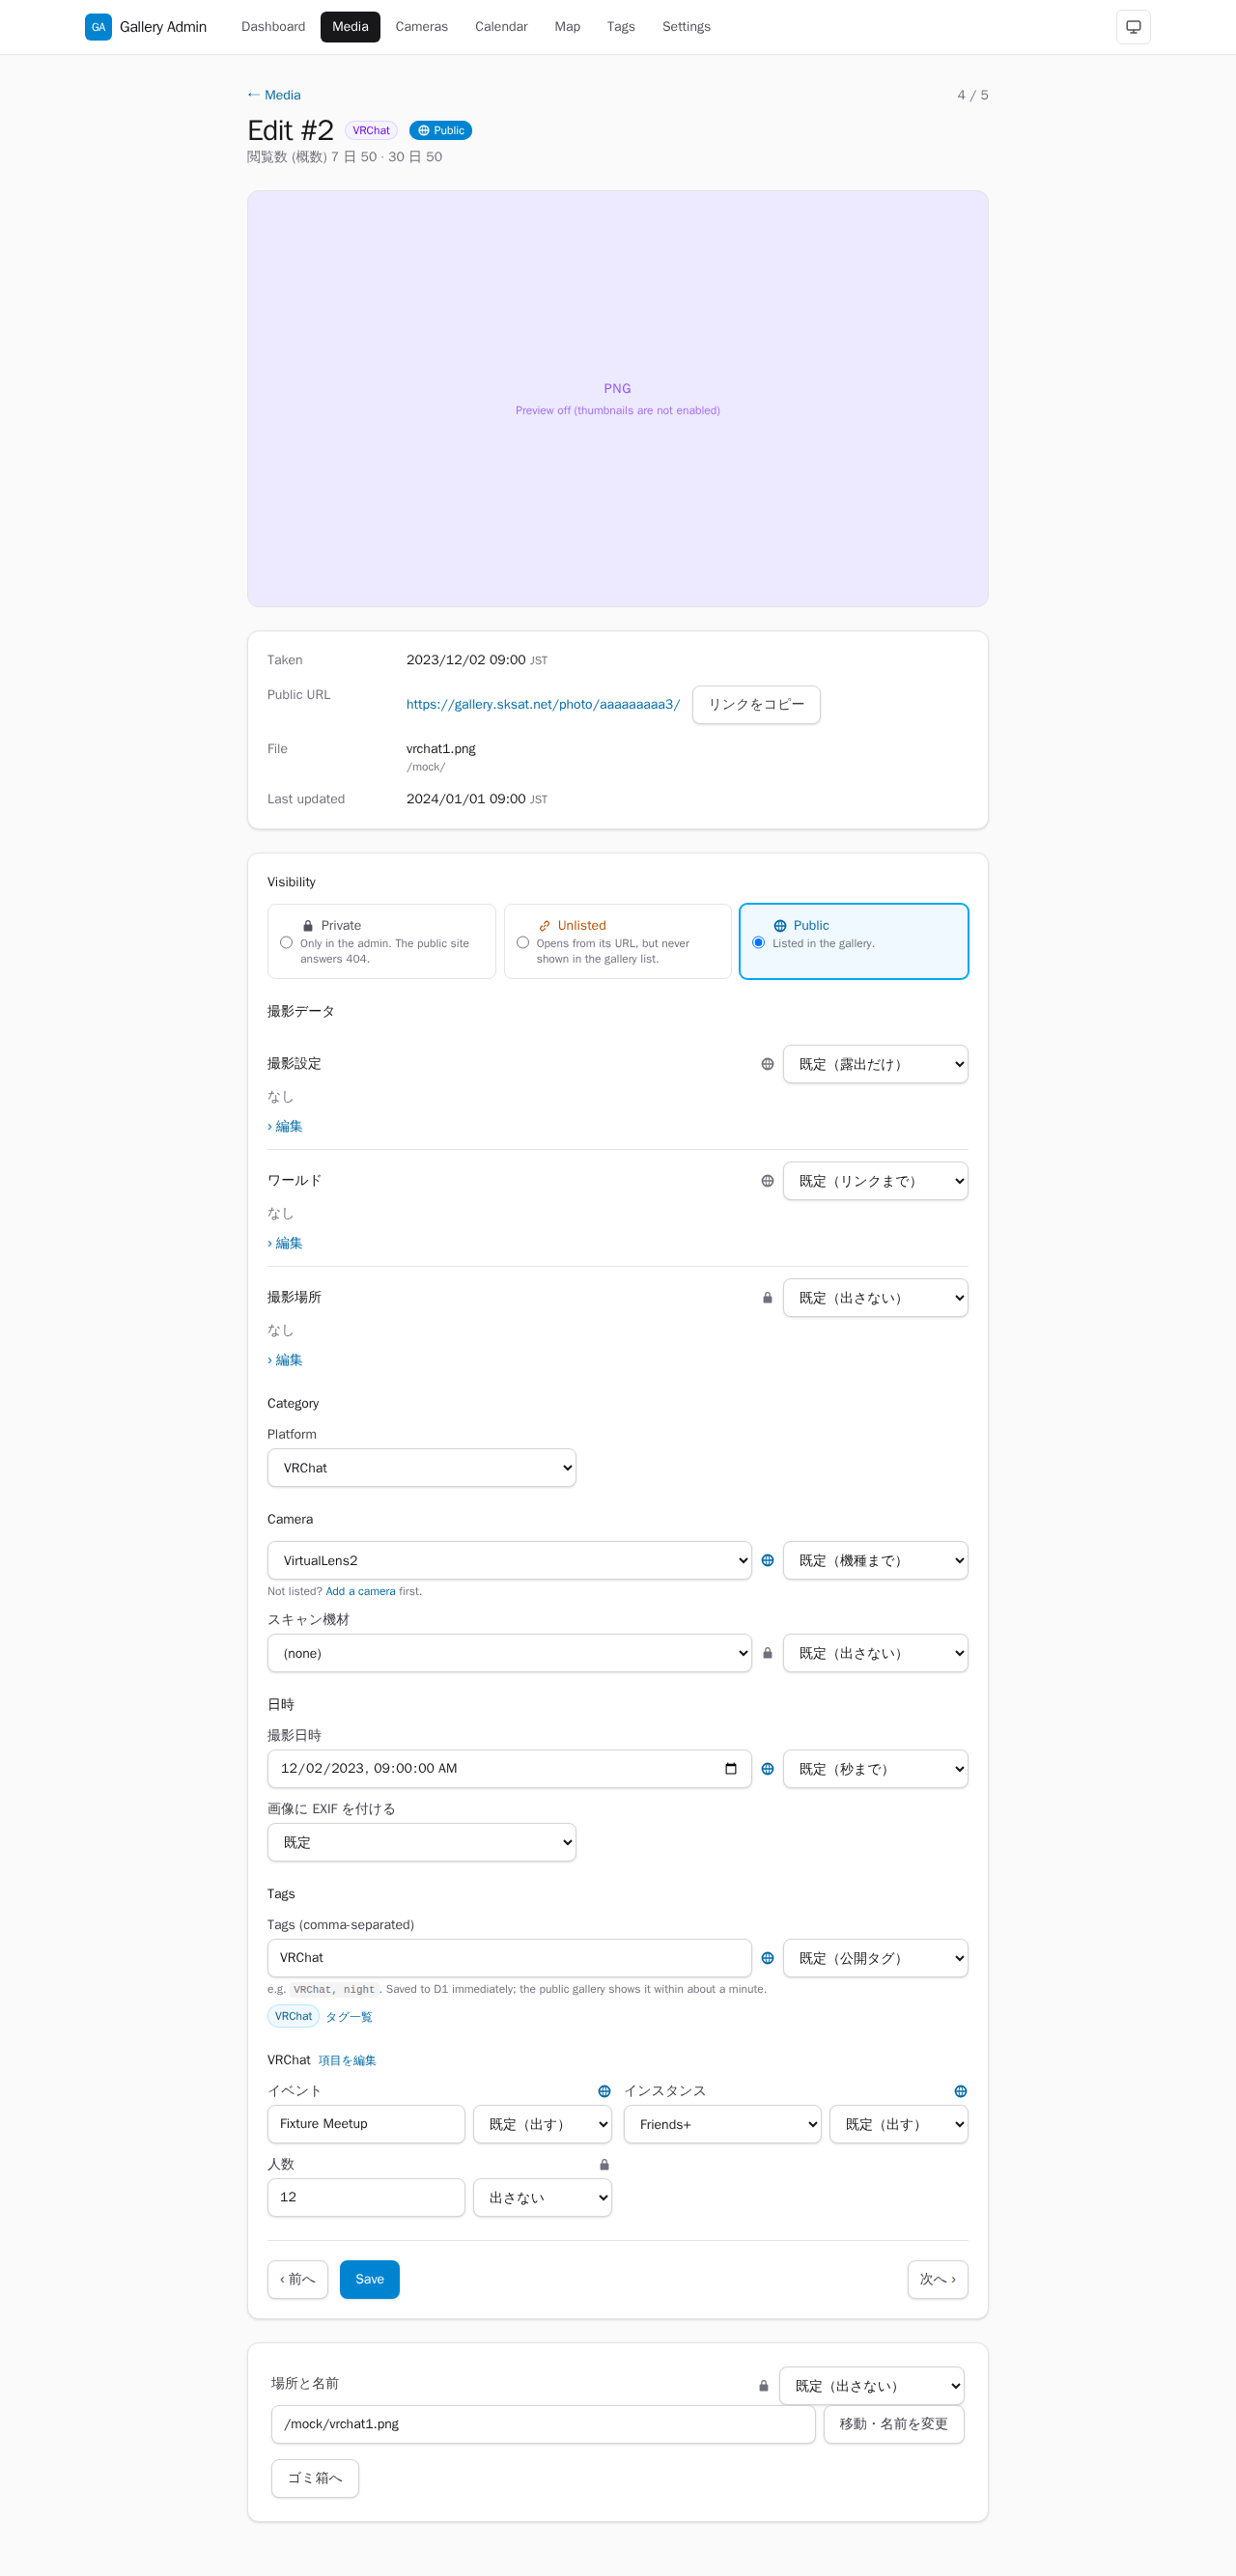 GA Gallery Admin Dashboard Media Cameras Calendar Map Tags Settings
← Media 4 / 5
Edit #2 VRChat Public
閲覧数 (概数) 7 日 50 · 30 日 50
PNG
Preview off (thumbnails are not enabled)
Taken 2023/12/02 09:00 JST
Public URL https://gallery.sksat.net/photo/aaaaaaaaa3/ リンクをコピー
File vrchat1.png
/mock/
Last updated 2024/01/01 09:00 JST
Visibility
Private
Only in the admin. The public site
answers 404.
Unlisted
Opens from its URL, but never
shown in the gallery list.
Public
Listed in the gallery.
撮影データ
撮影設定 既定（露出だけ）
なし
› 編集
ワールド 既定（リンクまで）
なし
› 編集
撮影場所 既定（出さない）
なし
› 編集
Category
Platform
VRChat
Camera
VirtualLens2 既定（機種まで）
Not listed? Add a camera first.
スキャン機材
(none) 既定（出さない）
日時
撮影日時
12/02/2023, 09:00:00 AM 既定（秒まで）
画像に EXIF を付ける
既定
Tags
Tags (comma-separated)
VRChat 既定（公開タグ）
e.g. VRChat, night. Saved to D1 immediately; the public gallery shows it within about a minute.
VRChat タグ一覧
VRChat 項目を編集
イベント インスタンス
Fixture Meetup 既定（出す） Friends+ 既定（出す）
人数
12 出さない
‹ 前へ Save 次へ ›
場所と名前 既定（出さない）
/mock/vrchat1.png 移動・名前を変更
ゴミ箱へ